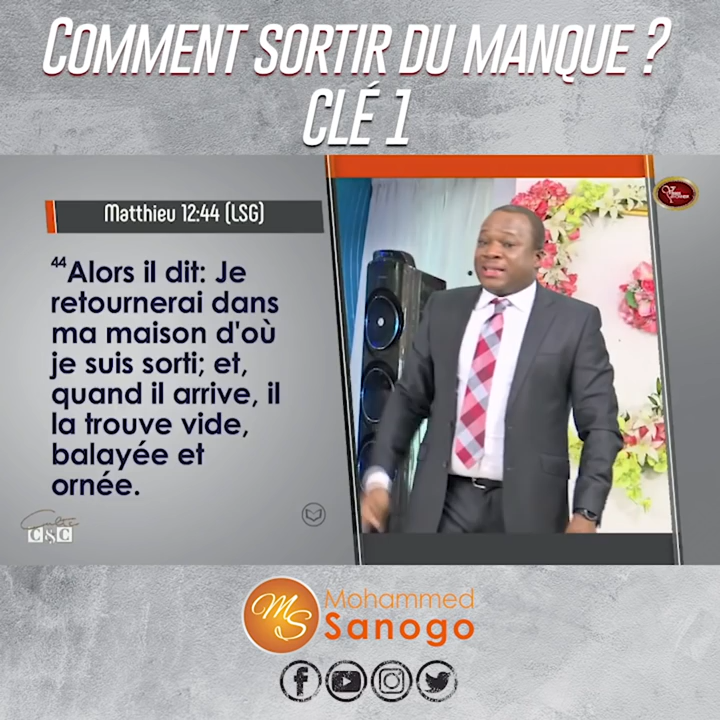 COMMENT SORTIR DU MANQUE ?
CLÉ 1
Matthieu 12:44 (LSG)
44 Alors il dit: Je
retournerai dans
ma maison d'où
je suis sorti; et,
quand il arrive, il
la trouve vide,
balayée et
ornée.
C&C
MS
Mohammed
Sanogo